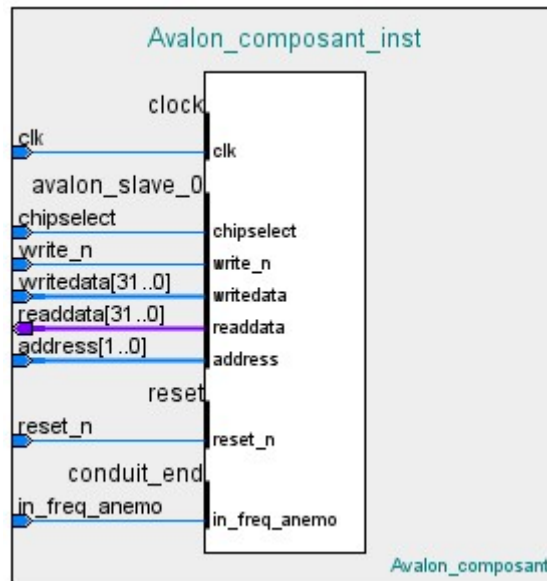 Avalon_composant_inst
clock
clk
clk
avalon_slave_0
chipselect
chipselect
write_n
write_n
writedata[31..0]
writedata
readdata[31..0]
readdata
address[1..0]
address
reset
reset_n
reset_n
conduit_end
in_freq_anemo
in_freq_anemo
Avalon_composant